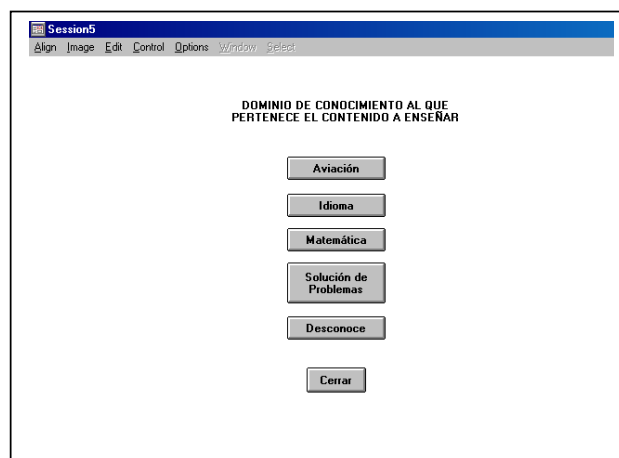 Session5
Align Image Edit Control Options Window Select
DOMINIO DE CONOCIMIENTO AL QUE
PERTENECE EL CONTENIDO A ENSEÑAR
Aviación
Idioma
Matemática
Solución de
Problemas
Desconoce
Cerrar